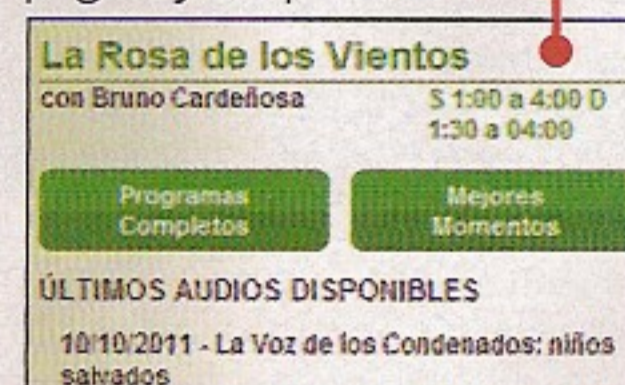 La Rosa de los Vientos
con Bruno Cardeñosa
S 1:00 a 4:00 D
1:30 a 04:00
Programas
Completos
Mejores
Momentos
ÚLTIMOS AUDIOS DISPONIBLES
10/10/2011 - La Voz de los Condenados: niños
salvados